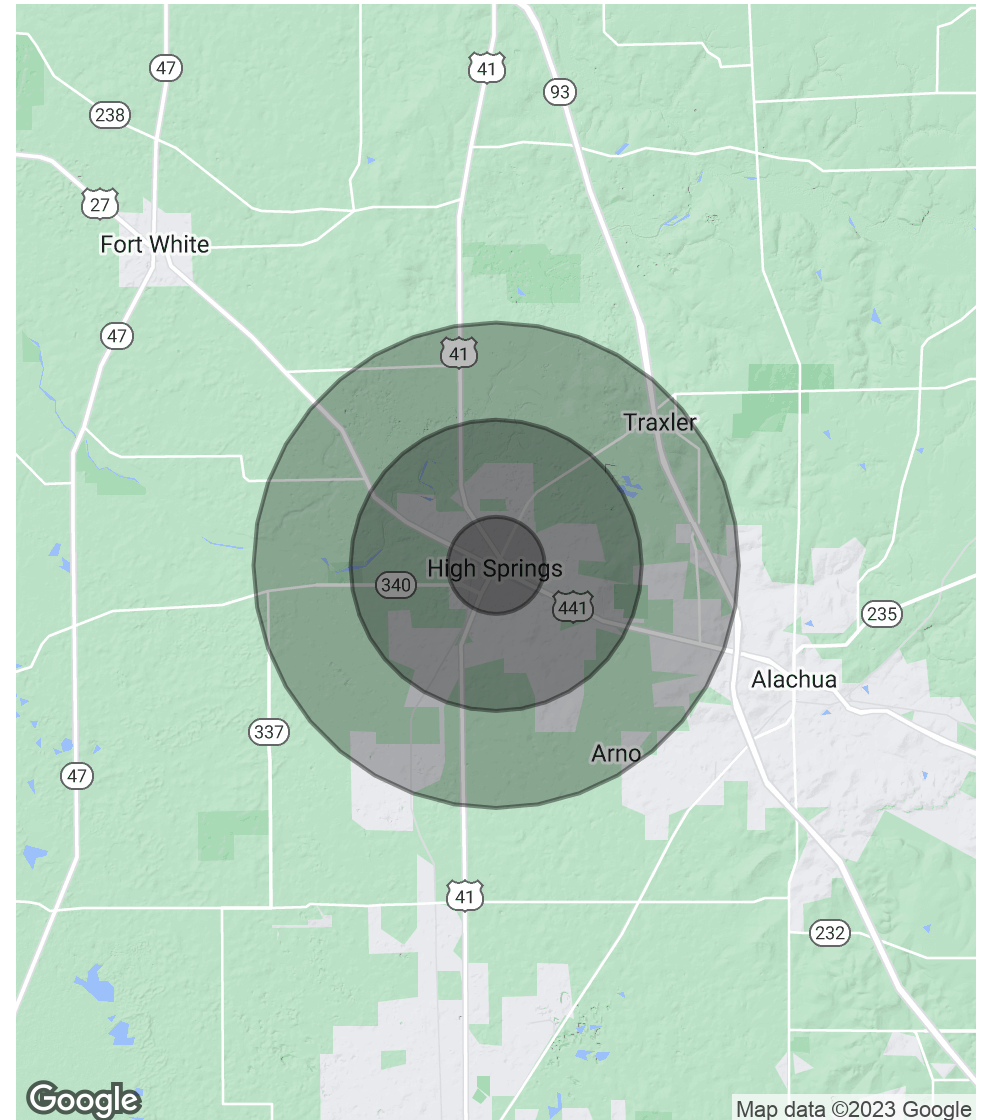 47
41
93
238
27
Fort White
47
41
Traxler
High Springs
340
441
235
Alachua
337
Arno
47
41
232
Google
Map data ©2023 Google